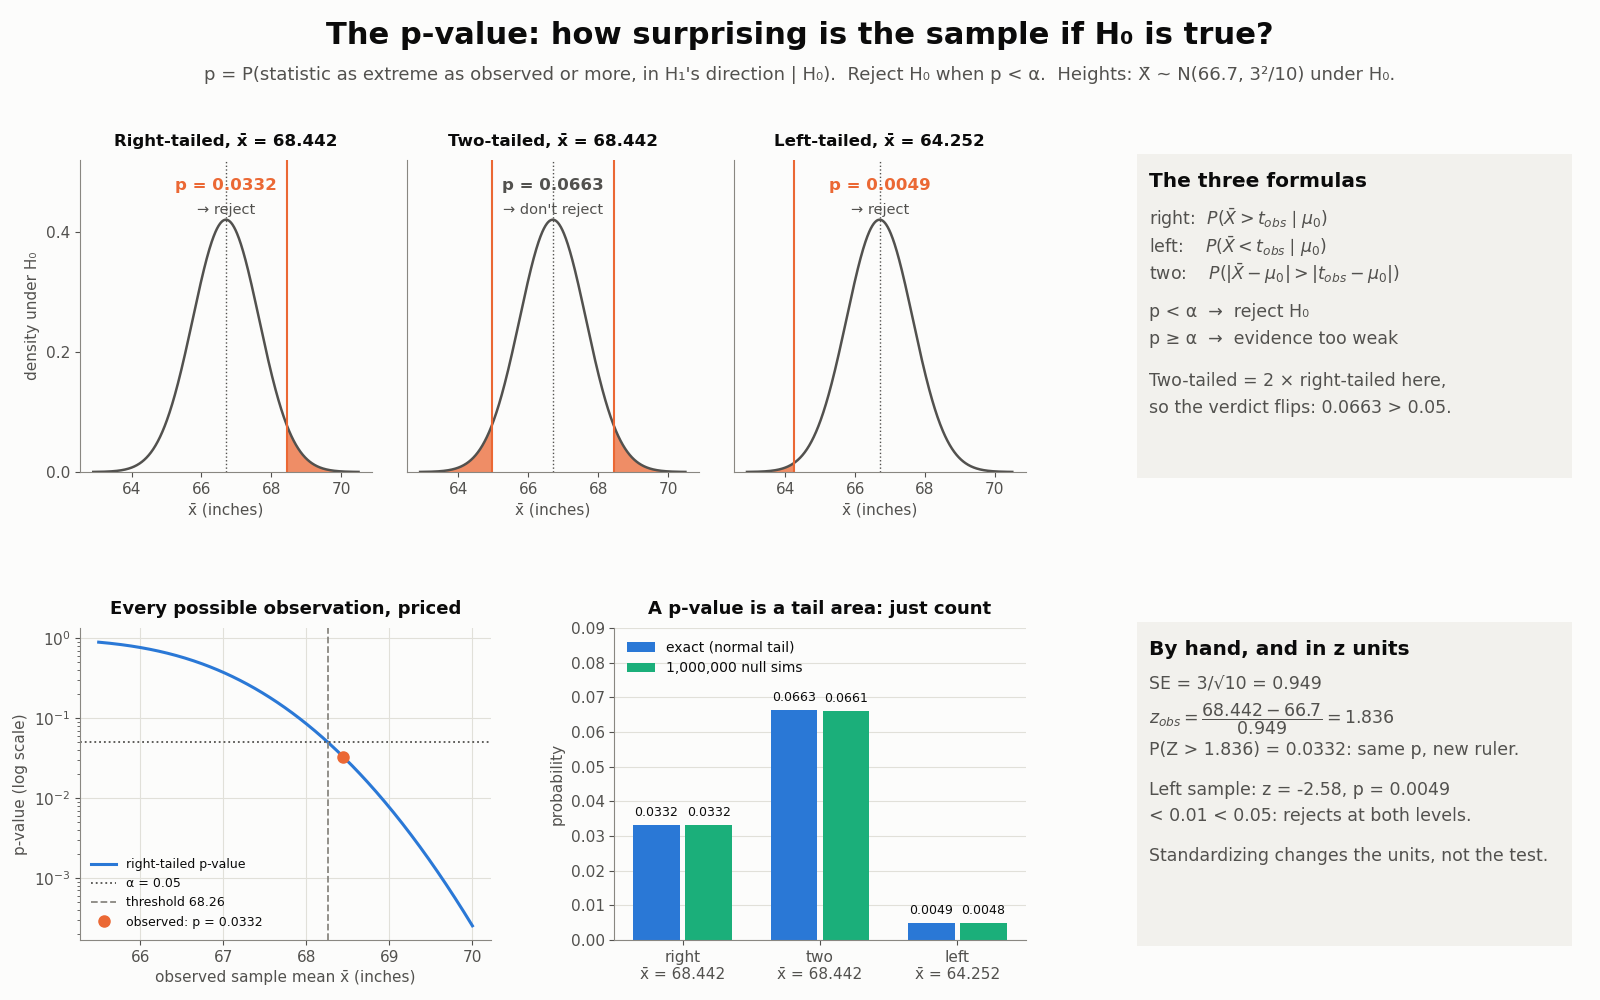 The p-value: how surprising is the sample if H₀ is true?
p = P(statistic as extreme as observed or more, in H₁'s direction | H₀). Reject H₀ when p < α. Heights: X̄ ~ N(66.7, 3²/10) under H₀.
Right-tailed, x̄ = 68.442
p = 0.0332
→ reject
density under H₀
0.4
0.2
0.0
64 66 68 70
x̄ (inches)
Two-tailed, x̄ = 68.442
p = 0.0663
→ don't reject
64 66 68 70
x̄ (inches)
Left-tailed, x̄ = 64.252
p = 0.0049
→ reject
64 66 68 70
x̄ (inches)
The three formulas
right: P(X̄ > t_obs | μ₀)
left: P(X̄ < t_obs | μ₀)
two: P(|X̄ − μ₀| > |t_obs − μ₀|)
p < α → reject H₀
p ≥ α → evidence too weak
Two-tailed = 2 × right-tailed here,
so the verdict flips: 0.0663 > 0.05.
Every possible observation, priced
p-value (log scale)
10⁰
10⁻¹
10⁻²
10⁻³
right-tailed p-value
α = 0.05
threshold 68.26
observed: p = 0.0332
66 67 68 69 70
observed sample mean x̄ (inches)
A p-value is a tail area: just count
probability
0.09
0.08
0.07
0.06
0.05
0.04
0.03
0.02
0.01
0.00
exact (normal tail)
1,000,000 null sims
0.0332 0.0332
0.0663 0.0661
0.0049 0.0048
right two left
x̄ = 68.442 x̄ = 68.442 x̄ = 64.252
By hand, and in z units
SE = 3/√10 = 0.949
z_obs = (68.442 − 66.7)/0.949 = 1.836
P(Z > 1.836) = 0.0332: same p, new ruler.
Left sample: z = -2.58, p = 0.0049
< 0.01 < 0.05: rejects at both levels.
Standardizing changes the units, not the test.